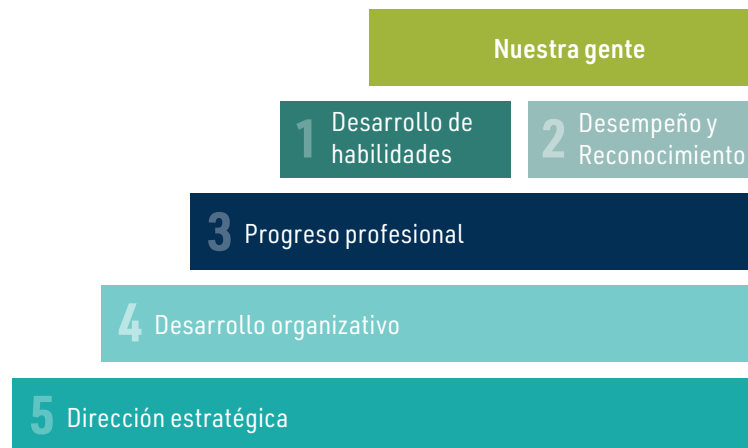 Nuestra gente
1 Desarrollo de
habilidades
2 Desempeño y
Reconocimiento
3 Progreso profesional
4 Desarrollo organizativo
5 Dirección estratégica